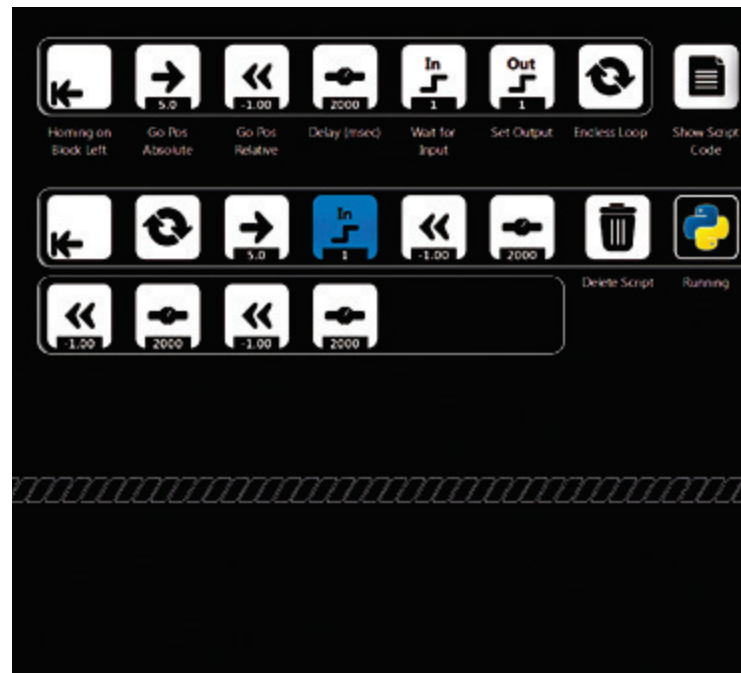 In
Out
5.0
-1.00
2000
1
1
Homing on
Block Left
Go Pos
Absolute
Go Pos
Relative
Delay (msec)
Wait for
Input
Set Output
Endless Loop
Show Script
Code
In
5.0
1
-1.00
2000
Delete Script
Running
-1.00
2000
-1.00
2000